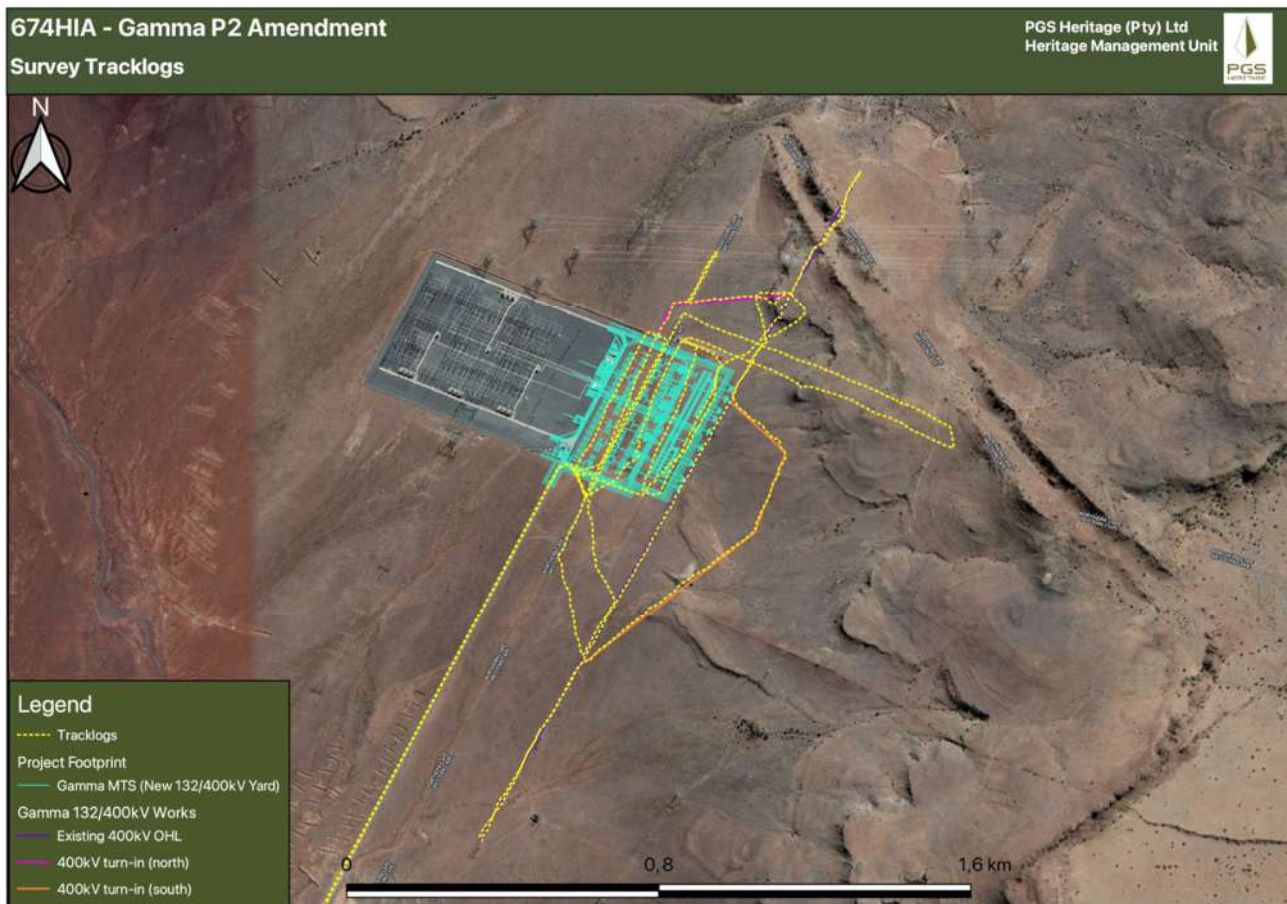 674HIA - Gamma P2 Amendment
Survey Tracklogs
PGS Heritage (Pty) Ltd
Heritage Management Unit
PGS
HERITAGE
N
Legend
Tracklogs
Project Footprint
Gamma MTS (New 132/400kV Yard)
Gamma 132/400kV Works
Existing 400kV OHL
400kV turn-in (north)
400kV turn-in (south)
0
0,8
1,6 km